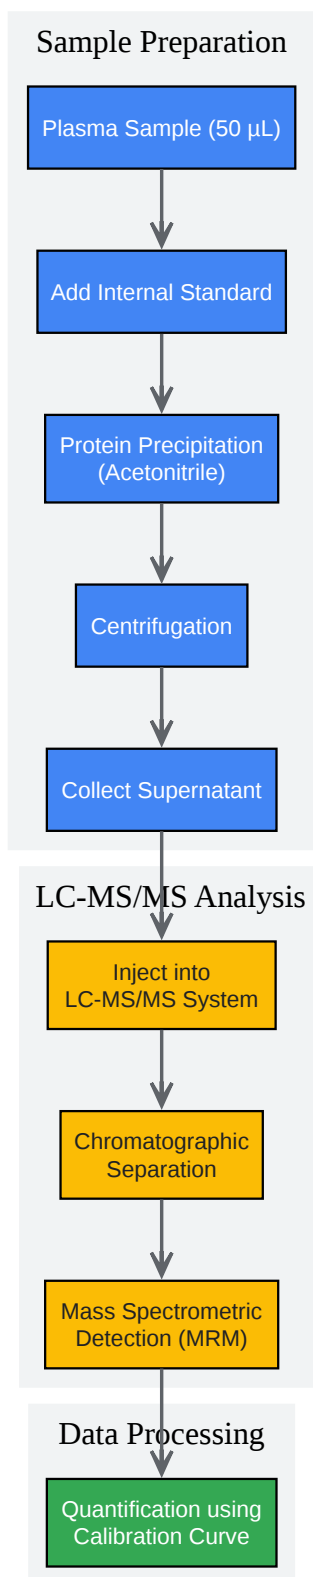 Sample Preparation
Plasma Sample (50 µL)
Add Internal Standard
Protein Precipitation
(Acetonitrile)
Centrifugation
Collect Supernatant
LC-MS/MS Analysis
Inject into
LC-MS/MS System
Chromatographic
Separation
Mass Spectrometric
Detection (MRM)
Data Processing
Quantification using
Calibration Curve